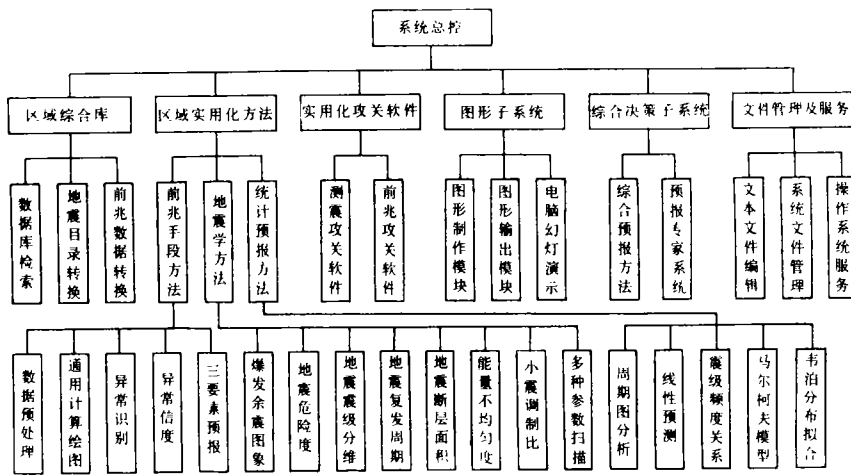 系统总控
区域综合库
区域实用化方法
实用化攻关软件
图形子系统
综合决策子系统
文件管理及服务
数据库检索
地震目录转换
前兆数据转换
前兆手段方法
地震学方法
统计预报方法
测震攻关软件
前兆攻关软件
图形制作模块
图形输出模块
电脑幻灯演示
综合预报方法
预报专家系统
文本文件编辑
系统文件管理
操作系统服务
数据预处理
通用计算绘图
异常识别
异常信度
三要素预报
爆发余震图象
地震危险度
地震震级分维
地震复发周期
地震断层面积
能量不均匀度
小震调制比
多种参数扫描
周期图分析
线性预测
震级频度关系
马尔柯夫模型
韦泊分布拟合